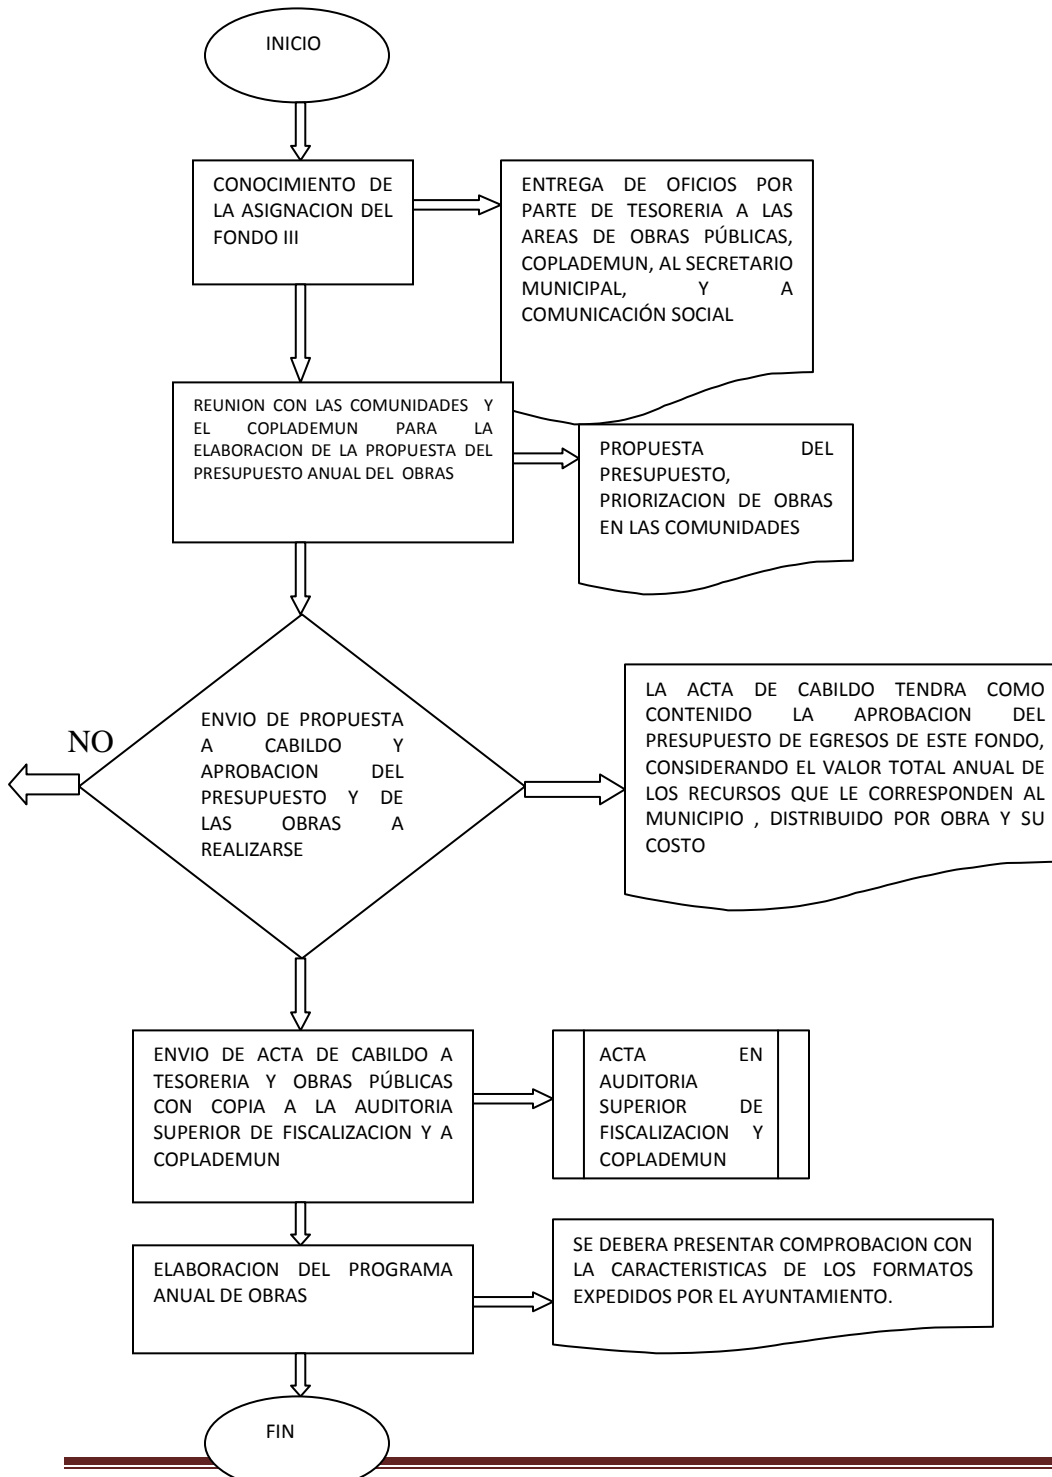 INICIO
CONOCIMIENTO DE
LA ASIGNACION DEL
FONDO III
ENTREGA DE OFICIOS POR
PARTE DE TESORERIA A LAS
AREAS DE OBRAS PÚBLICAS,
COPLADEMUN, AL SECRETARIO
MUNICIPAL, Y A
COMUNICACIÓN SOCIAL
REUNION CON LAS COMUNIDADES Y
EL COPLADEMUN PARA LA
ELABORACION DE LA PROPUESTA DEL
PRESUPUESTO ANUAL DEL OBRAS
PROPUESTA DEL
PRESUPUESTO,
PRIORIZACION DE OBRAS
EN LAS COMUNIDADES
NO
ENVIO DE PROPUESTA
A CABILDO Y
APROBACION DEL
PRESUPUESTO Y DE
LAS OBRAS A
REALIZARSE
LA ACTA DE CABILDO TENDRA COMO
CONTENIDO LA APROBACION DEL
PRESUPUESTO DE EGRESOS DE ESTE FONDO,
CONSIDERANDO EL VALOR TOTAL ANUAL DE
LOS RECURSOS QUE LE CORRESPONDEN AL
MUNICIPIO , DISTRIBUIDO POR OBRA Y SU
COSTO
ENVIO DE ACTA DE CABILDO A
TESORERIA Y OBRAS PÚBLICAS
CON COPIA A LA AUDITORIA
SUPERIOR DE FISCALIZACION Y A
COPLADEMUN
ACTA EN
AUDITORIA
SUPERIOR DE
FISCALIZACION Y
COPLADEMUN
ELABORACION DEL PROGRAMA
ANUAL DE OBRAS
SE DEBERA PRESENTAR COMPROBACION CON
LA CARACTERISTICAS DE LOS FORMATOS
EXPEDIDOS POR EL AYUNTAMIENTO.
FIN